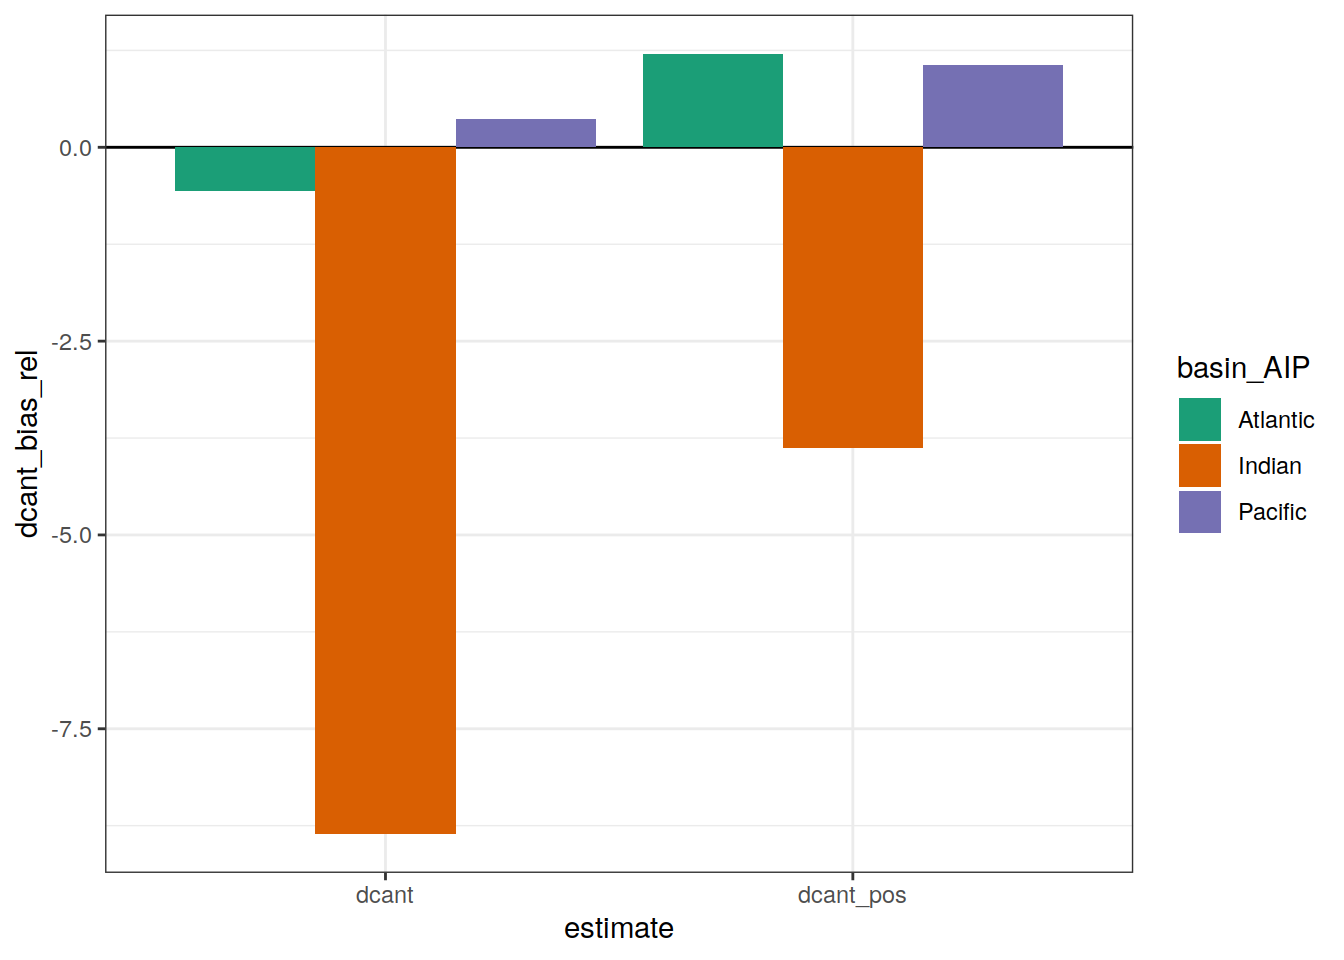 0.0
-2.5
-5.0
-7.5
dcant_bias_rel
dcant
dcant_pos
estimate
basin_AIP
Atlantic
Indian
Pacific